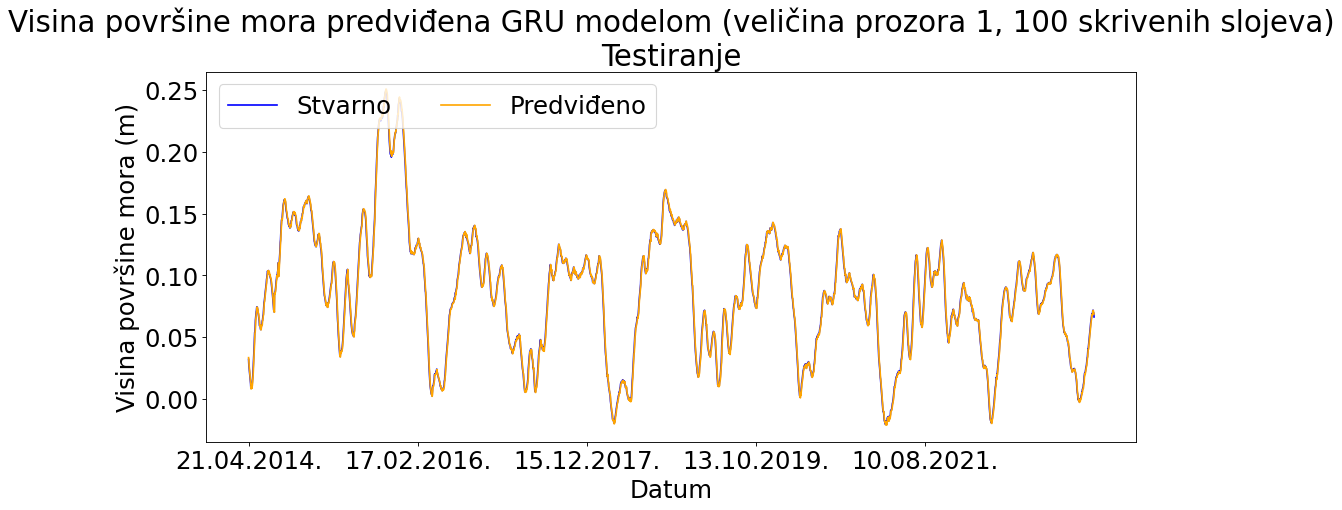 Visina površine mora predviđena GRU modelom (veličina prozora 1, 100 skrivenih slojeva)
Testiranje
Stvarno
Predviđeno
Visina površine mora (m)
0.25
0.20
0.15
0.10
0.05
0.00
21.04.2014.
17.02.2016.
15.12.2017.
13.10.2019.
10.08.2021.
Datum